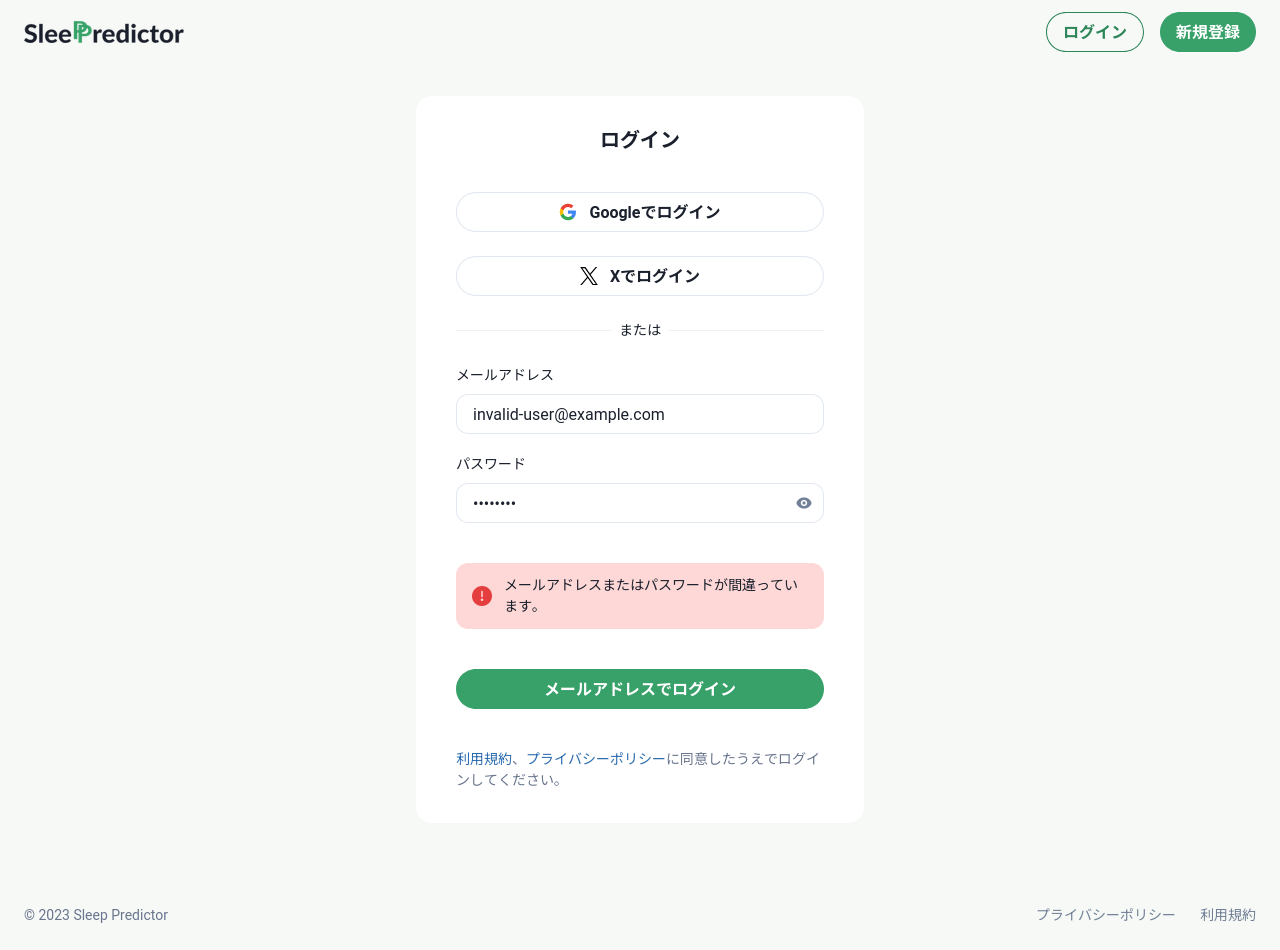 SleePredictor
ログイン
新規登録
ログイン
Googleでログイン
Xでログイン
または
メールアドレス
invalid-user@example.com
パスワード
••••••••
メールアドレスまたはパスワードが間違ってい
ます。
メールアドレスでログイン
利用規約、プライバシーポリシーに同意したうえでログイ
ンしてください。
© 2023 Sleep Predictor
プライバシーポリシー
利用規約